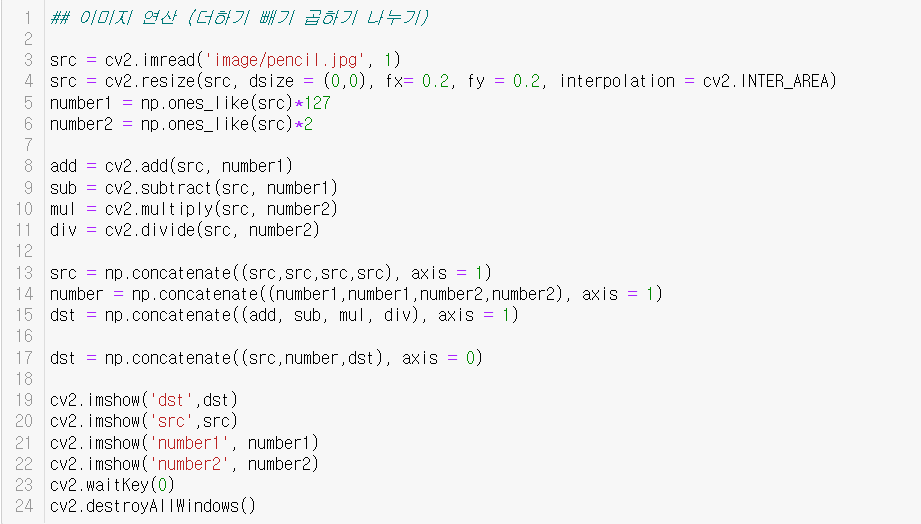 1 ## 이미지 연산 (더하기 빼기 곱하기 나누기)
2
3 src = cv2.imread('image/pencil.jpg', 1)
4 src = cv2.resize(src, dsize = (0,0), fx= 0.2, fy = 0.2, interpolation = cv2.INTER_AREA)
5 number1 = np.ones_like(src)*127
6 number2 = np.ones_like(src)*2
7
8 add = cv2.add(src, number1)
9 sub = cv2.subtract(src, number1)
10 mul = cv2.multiply(src, number2)
11 div = cv2.divide(src, number2)
12
13 src = np.concatenate((src,src,src,src), axis = 1)
14 number = np.concatenate((number1,number1,number2,number2), axis = 1)
15 dst = np.concatenate((add, sub, mul, div), axis = 1)
16
17 dst = np.concatenate((src,number,dst), axis = 0)
18
19 cv2.imshow('dst',dst)
20 cv2.imshow('src',src)
21 cv2.imshow('number1', number1)
22 cv2.imshow('number2', number2)
23 cv2.waitKey(0)
24 cv2.destroyAllWindows()